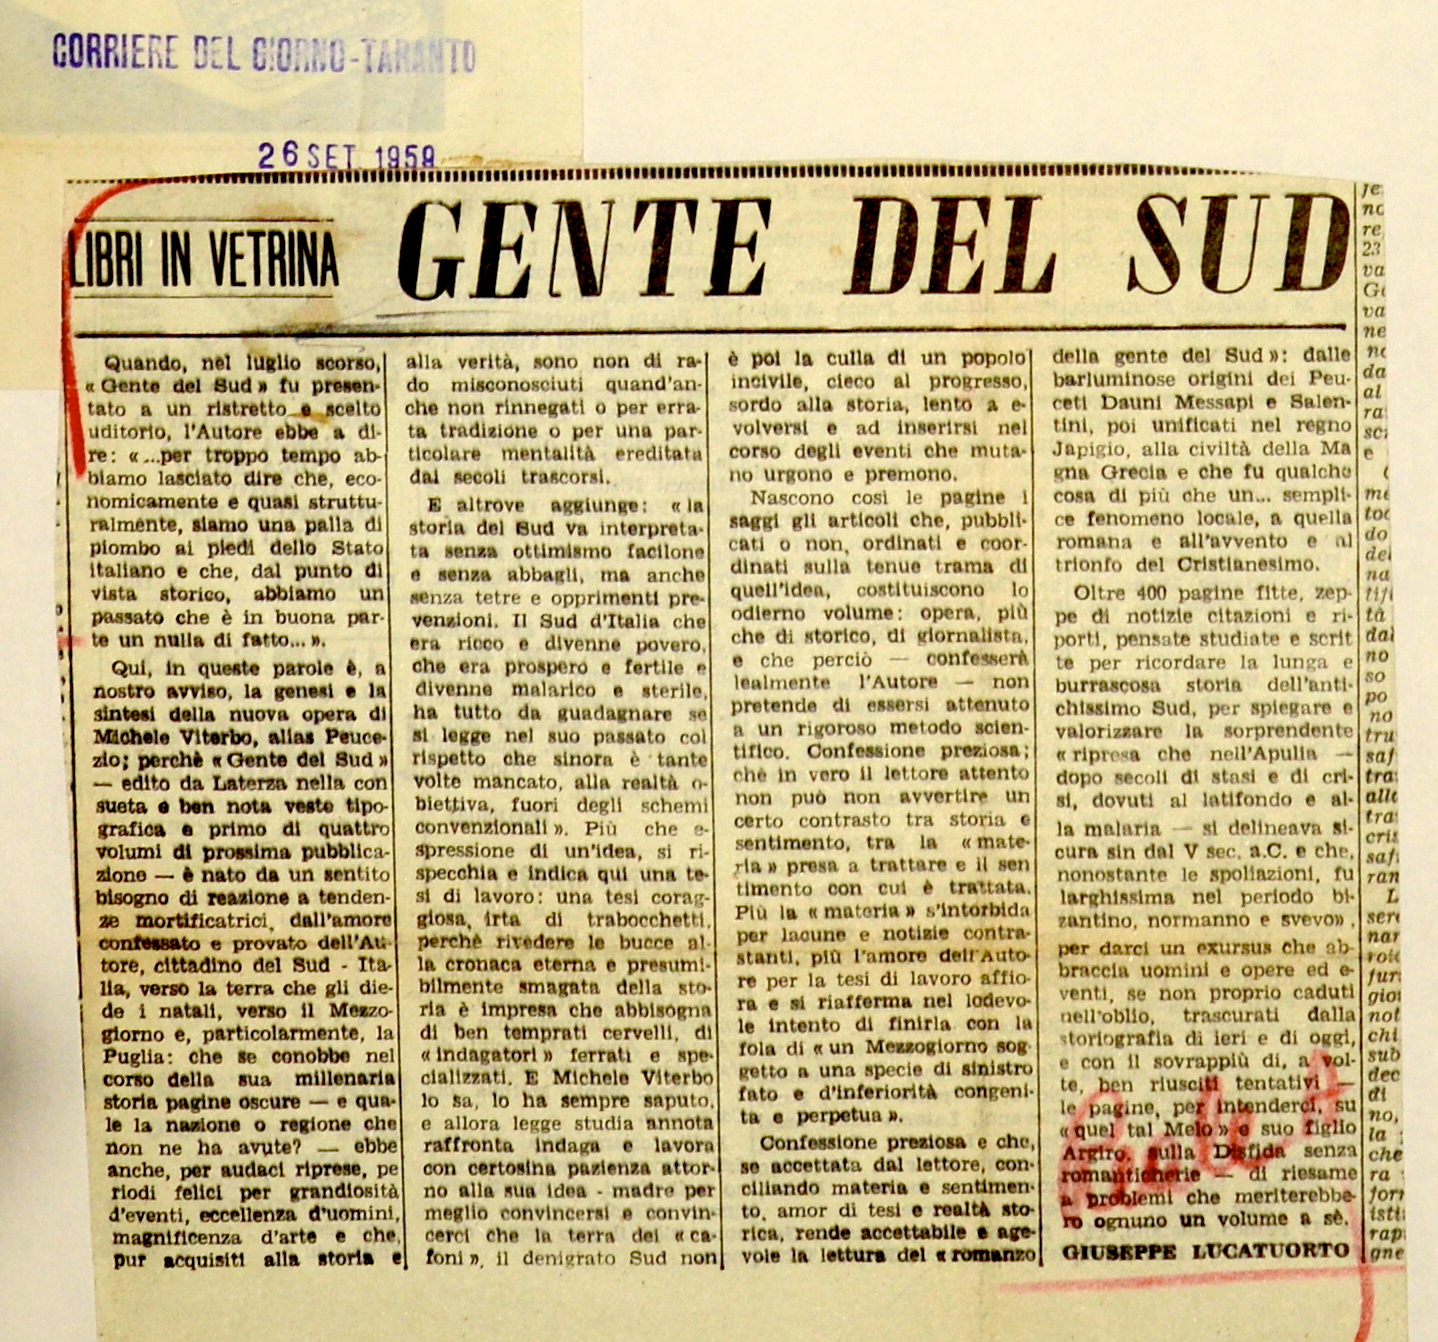 CORRIERE DEL GIORNO-TARANTO
26 SET. 1959
LIBRI IN VETRINA
GENTE DEL SUD
Quando, nel luglio scorso,
« Gente del Sud » fu presen-
tato a un ristretto e scelto
uditorio, l'Autore ebbe a di-
re: « ...per troppo tempo ab-
biamo lasciato dire che, eco-
nomicamente e quasi struttu-
ralmente, siamo una palla di
piombo ai piedi dello Stato
italiano e che, dal punto di
vista storico, abbiamo un
passato che è in buona par-
te un nulla di fatto... ».
Qui, in queste parole è, a
nostro avviso, la genesi e la
sintesi della nuova opera di
Michele Viterbo, alias Peuce-
zio; perchè « Gente del Sud »
— edito da Laterza nella con
sueta e ben nota veste tipo-
grafica e primo di quattro
volumi di prossima pubblica-
zione — è nato da un sentito
bisogno di reazione a tenden-
ze mortificatrici, dall'amore
confessato e provato dell'Au-
tore, cittadino del Sud - Ita-
lia, verso la terra che gli die-
de i natali, verso il Mezzo-
giorno e, particolarmente, la
Puglia: che se conobbe nel
corso della sua millenaria
storia pagine oscure — e qua-
le la nazione o regione che
non ne ha avute? — ebbe
anche, per audaci riprese, pe
riodi felici per grandiosità
d'eventi, eccellenza d'uomini,
magnificenza d'arte e che,
pur acquisiti alla storia e
alla verità, sono non di ra-
do misconosciuti quand'an-
che non rinnegati o per erra-
ta tradizione o per una par-
ticolare mentalità ereditata
dai secoli trascorsi.
E altrove aggiunge: « la
storia del Sud va interpreta-
ta senza ottimismo facilone
e senza abbagli, ma anche
senza tetre e opprimenti pre-
venzioni. Il Sud d'Italia che
era ricco e divenne povero,
che era prospero e fertile e
divenne malarico e sterile,
ha tutto da guadagnare se
si legge nel suo passato col
rispetto che sinora è tante
volte mancato, alla realtà o-
biettiva, fuori degli schemi
convenzionali ». Più che e-
spressione di un'idea, si ri-
specchia e indica qui una te-
si di lavoro: una tesi corag-
giosa, irta di trabocchetti,
perchè rivedere le bucce al-
la cronaca eterna e presumi-
bilmente smagata della sto-
ria è impresa che abbisogna
di ben temprati cervelli, di
« indagatori » ferrati e spe-
cializzati. E Michele Viterbo
lo sa, lo ha sempre saputo,
e allora legge studia annota
raffronta indaga e lavora
con certosina pazienza attor-
no alla sua idea - madre per
meglio convincersi e convin-
cerci che la terra dei « ca-
foni », il denigrato Sud non
è poi la culla di un popolo
incivile, cieco al progresso,
sordo alla storia, lento a e-
volversi e ad inserirsi nel
corso degli eventi che muta-
no urgono e premono.
Nascono così le pagine i
saggi gli articoli che, pubbli-
cati o non, ordinati e coor-
dinati sulla tenue trama di
quell'idea, costituiscono lo
odierno volume: opera, più
che di storico, di giornalista,
e che perciò — confesserà
lealmente l'Autore — non
pretende di essersi attenuto
a un rigoroso metodo scien-
tifico. Confessione preziosa;
chè in vero il lettore attento
non può non avvertire un
certo contrasto tra storia e
sentimento, tra la « mate-
ria » presa a trattare e il sen
timento con cui è trattata.
Più la « materia » s'intorbida
per lacune e notizie contra-
stanti, più l'amore dell'Auto-
re per la tesi di lavoro affio-
ra e si riafferma nel lodevo-
le intento di finirla con la
fola di « un Mezzogiorno sog-
getto a una specie di sinistro
fato e d'inferiorità congeni-
ta e perpetua ».
Confessione preziosa e che,
se accettata dal lettore, con-
ciliando materia e sentimen-
to, amor di tesi e realtà sto-
rica, rende accettabile e age-
vole la lettura del « romanzo
della gente del Sud »: dalle
barluminose origini dei Peu-
ceti Dauni Messapi e Salen-
tini, poi unificati nel regno
Japigio, alla civiltà della Ma
gna Grecia e che fu qualche
cosa di più che un... sempli-
ce fenomeno locale, a quella
romana e all'avvento e al
trionfo del Cristianesimo.
Oltre 400 pagine fitte, zep-
pe di notizie citazioni e ri-
porti, pensate studiate e scrit
te per ricordare la lunga e
burrascosa storia dell'anti-
chissimo Sud, per spiegare e
valorizzare la sorprendente
« ripresa che nell'Apulia —
dopo secoli di stasi e di cri-
si, dovuti al latifondo e al-
la malaria — si delineava si-
cura sin dal V sec. a.C. e che,
nonostante le spoliazioni, fu
larghissima nel periodo bi-
zantino, normanno e svevo»,
per darci un exursus che ab-
braccia uomini e opere ed e-
venti, se non proprio caduti
nell'oblio, trascurati dalla
storiografia di ieri e di oggi,
e con il sovrappiù di, a vol-
te, ben riusciti tentativi —
le pagine, per intenderci, su
« quel tal Melo » e suo figlio
Argiro, sulla Disfida senza
romanticherie — di riesame
a problemi che meriterebbe-
ro ognuno un volume a sè.
GIUSEPPE LUCATUORTO